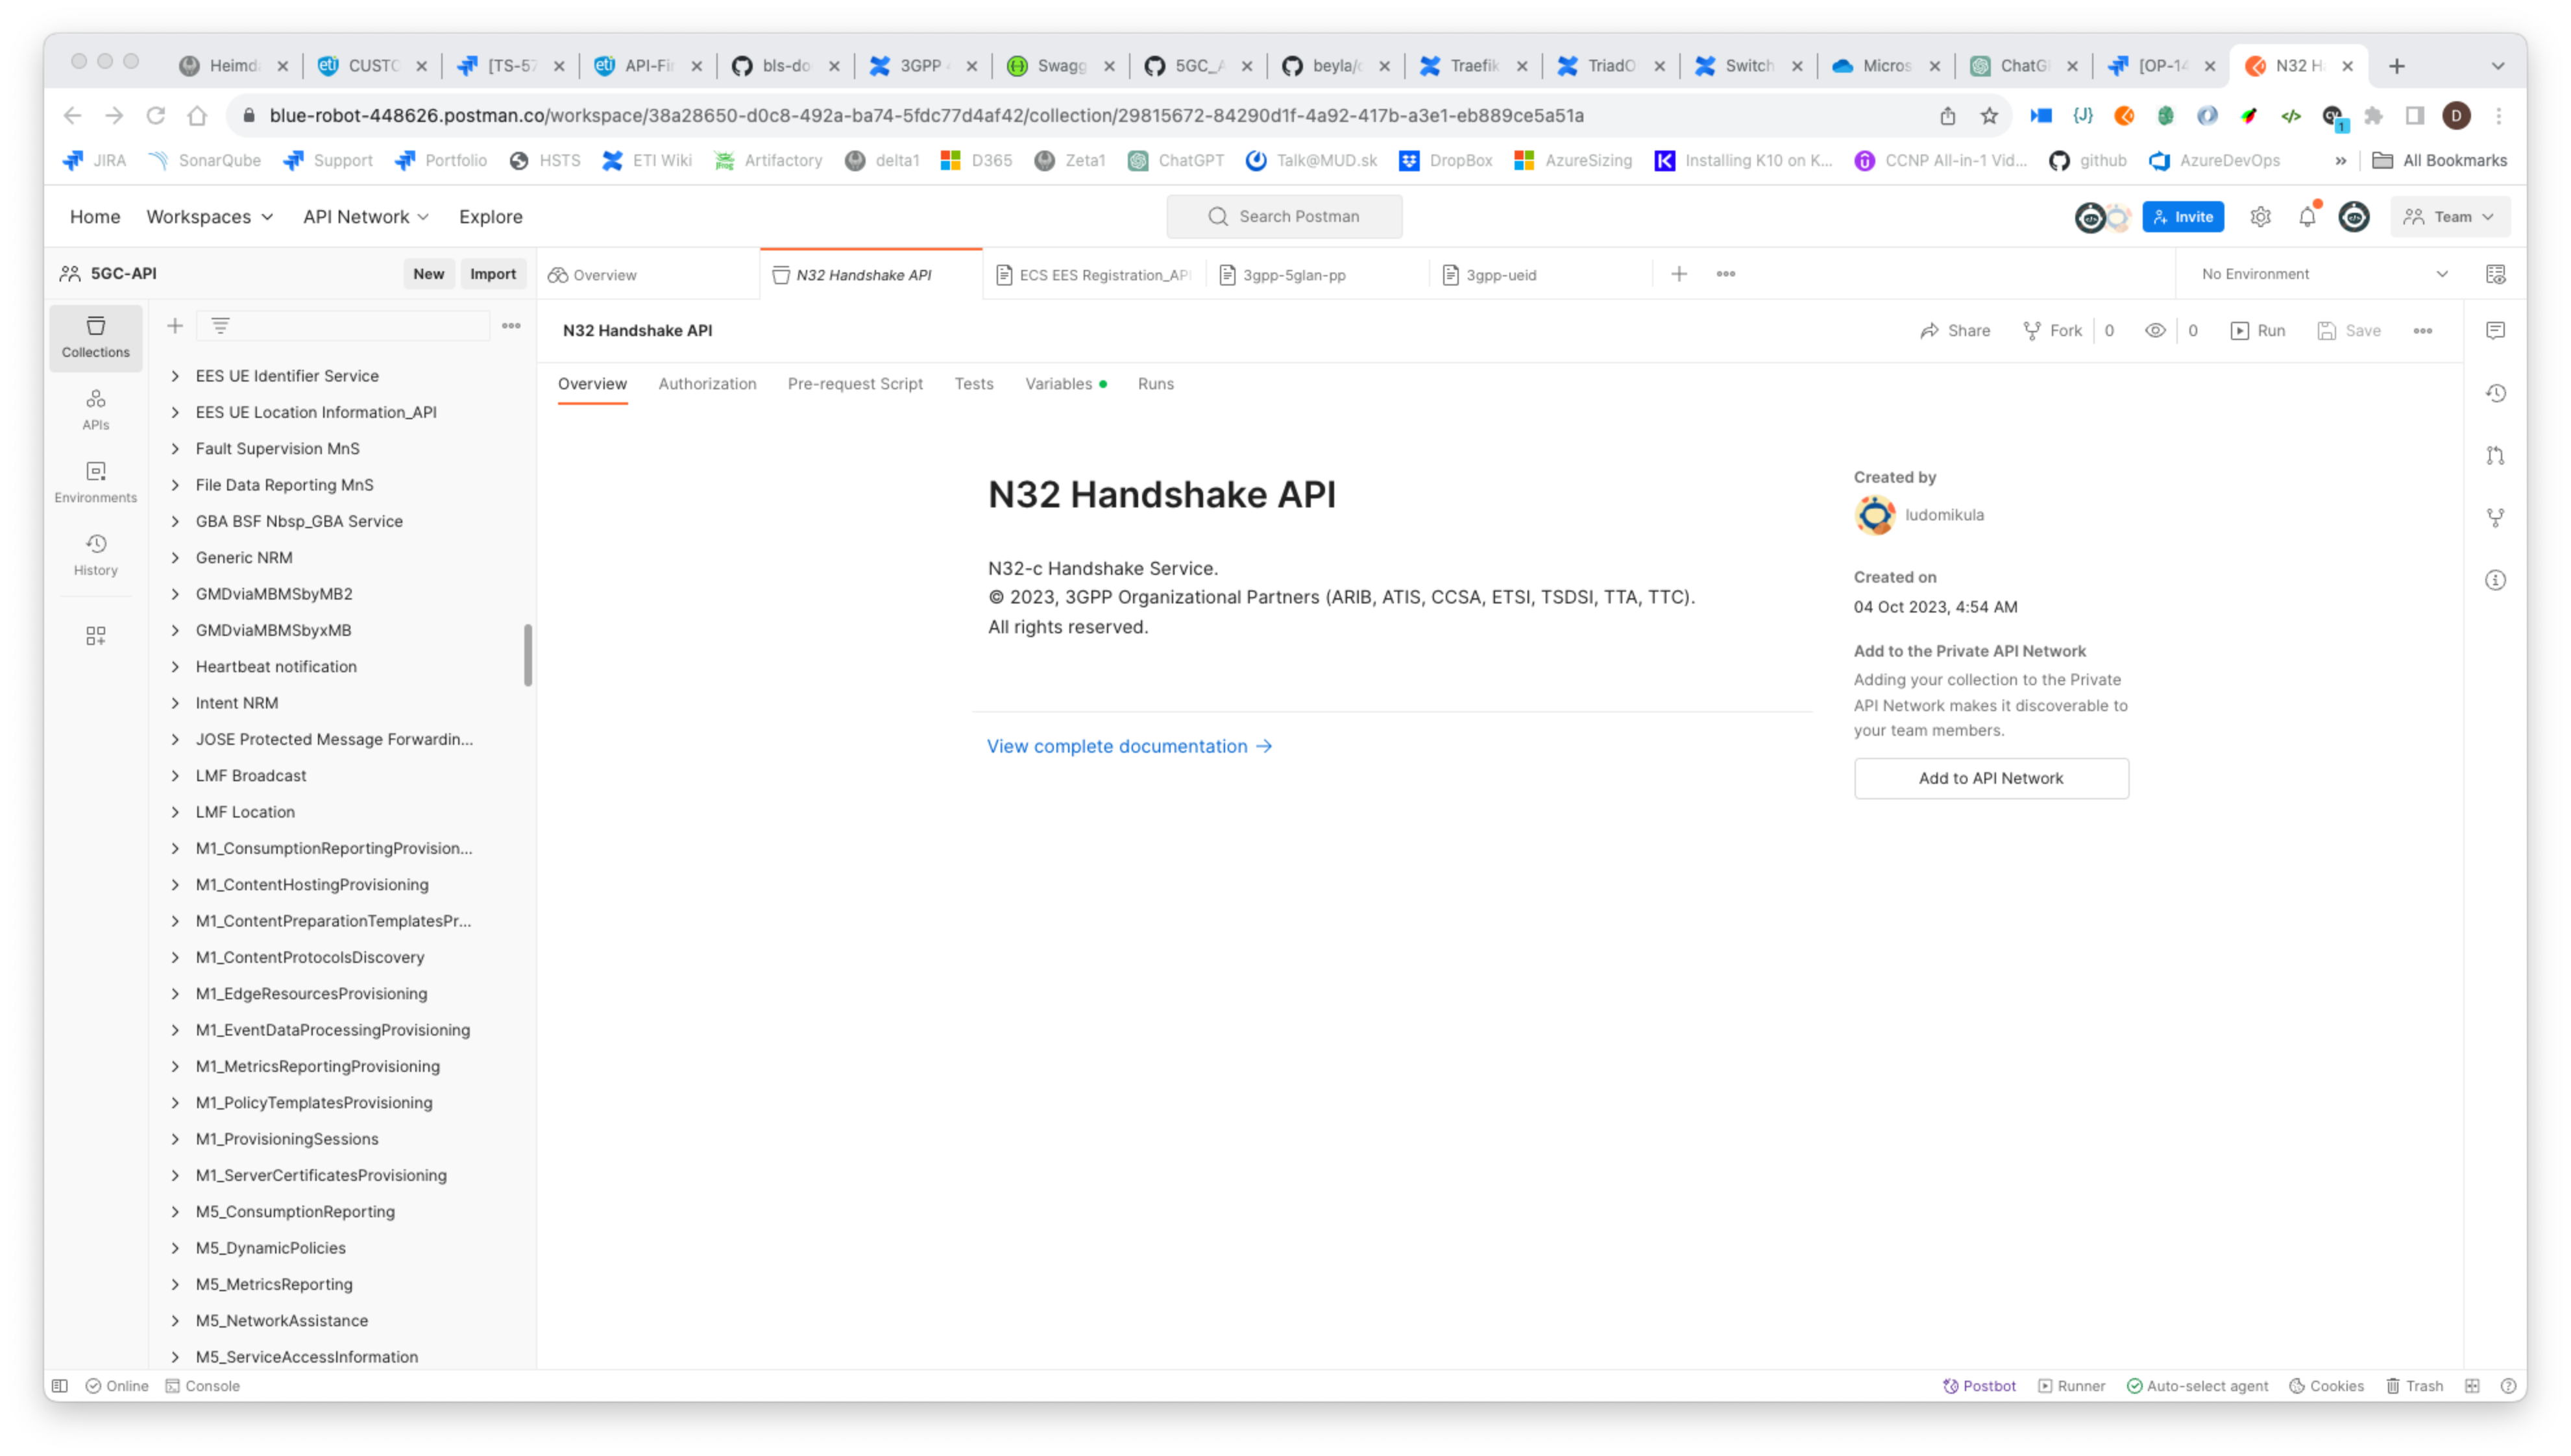 Heimd
CUSTO
[TS-57
API-Fir
bls-do
3GPP
Swagg
5GC_A
beyla/
Traefik
TriadO
Switch
Micros
ChatG
[OP-14
N32 H
blue-robot-448626.postman.co/workspace/38a28650-d0c8-492a-ba74-5fdc77d4af42/collection/29815672-84290d1f-4a92-417b-a3e1-eb889ce5a51a
1
D
JIRA SonarQube Support Portfolio HSTS ETI Wiki Artifactory delta1 D365 Zeta1 ChatGPT Talk@MUD.sk DropBox AzureSizing Installing K10 on K... CCNP All-in-1 Vid... github AzureDevOps » All Bookmarks
Home Workspaces API Network Explore Search Postman Invite Team
5GC-API New Import Overview N32 Handshake API ECS EES Registration_API 3gpp-5glan-pp 3gpp-ueid No Environment
Collections
APIs
Environments
History
EES UE Identifier Service
EES UE Location Information_API
Fault Supervision MnS
File Data Reporting MnS
GBA BSF Nbsp_GBA Service
Generic NRM
GMDviaMBMSbyMB2
GMDviaMBMSbyxMB
Heartbeat notification
Intent NRM
JOSE Protected Message Forwardin...
LMF Broadcast
LMF Location
M1_ConsumptionReportingProvision...
M1_ContentHostingProvisioning
M1_ContentPreparationTemplatesPr...
M1_ContentProtocolsDiscovery
M1_EdgeResourcesProvisioning
M1_EventDataProcessingProvisioning
M1_MetricsReportingProvisioning
M1_PolicyTemplatesProvisioning
M1_ProvisioningSessions
M1_ServerCertificatesProvisioning
M5_ConsumptionReporting
M5_DynamicPolicies
M5_MetricsReporting
M5_NetworkAssistance
M5_ServiceAccessInformation
N32 Handshake API Share Fork 0 0 Run Save
Overview Authorization Pre-request Script Tests Variables Runs
N32 Handshake API
N32-c Handshake Service.
© 2023, 3GPP Organizational Partners (ARIB, ATIS, CCSA, ETSI, TSDSI, TTA, TTC).
All rights reserved.
View complete documentation →
Created by
ludomikula
Created on
04 Oct 2023, 4:54 AM
Add to the Private API Network
Adding your collection to the Private
API Network makes it discoverable to
your team members.
Add to API Network
Online Console Postbot Runner Auto-select agent Cookies Trash